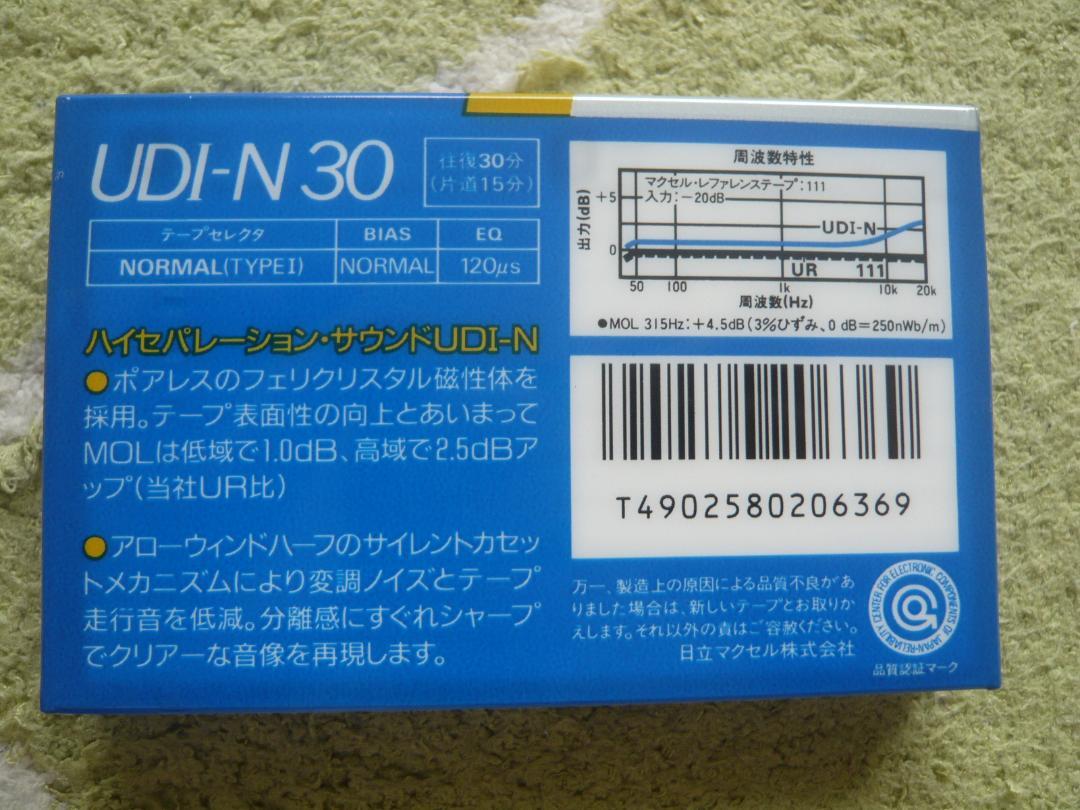 UDI-N 30
往復30分
(片道15分)
テープセレクタ BIAS EQ
NORMAL(TYPE I) NORMAL 120μs
ハイセパレーション・サウンドUDI-N
●ポアレスのフェリクリスタル磁性体を
採用。テープ表面性の向上とあいまって
MOLは低域で1.0dB、高域で2.5dBア
ップ(当社UR比)
●アローウィンドハーフのサイレントカセッ
トメカニズムにより変調ノイズとテープ
走行音を低減。分離感にすぐれシャープ
でクリアーな音像を再現します。
周波数特性
マクセル・レファレンステープ:111
入力:-20dB
出力(dB)
+5
0
UDI-N
UR 111
50 100 1k 10k 20k
周波数(Hz)
●MOL 315Hz:+4.5dB(3%ひずみ、0 dB=250nWb/m)
T4902580206369
万一、製造上の原因による品質不良があ
りました場合は、新しいテープとお取りか
えします。それ以外の責はご容赦ください。
日立マクセル株式会社
RELIABILITY CENTER FOR ELECTRONIC COMPONENTS OF JAPAN
品質認証マーク